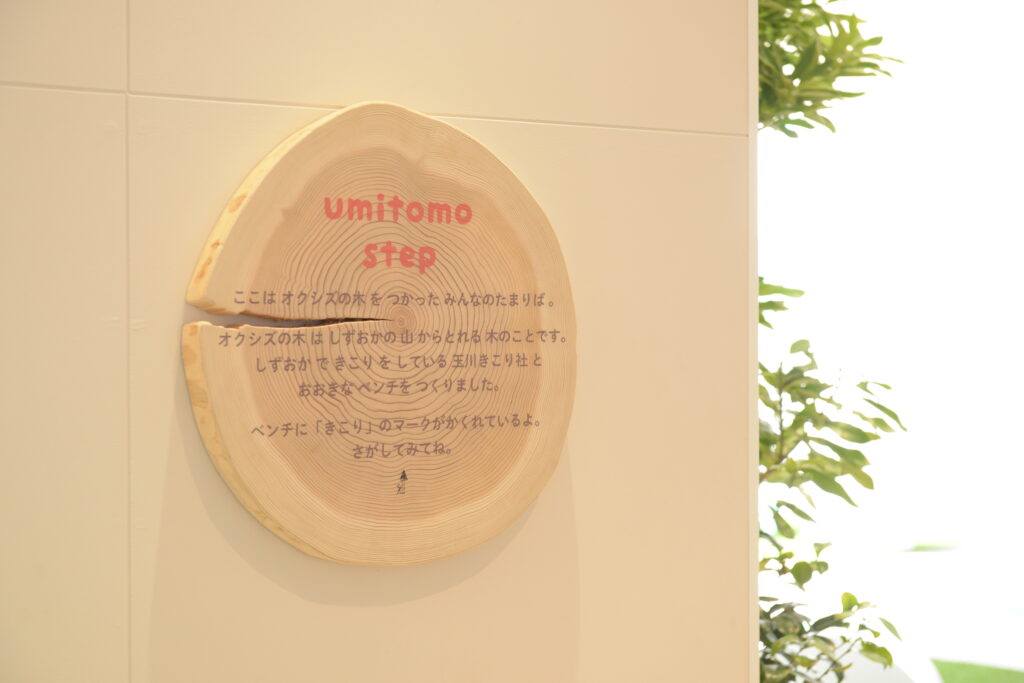 umitomo
step
ここは オクシズの木 を つかった みんなのたまりば。
オクシズの木 は しずおかの 山 からとれる 木のことです。
しずおか で きこり を している 玉川きこり社 と
おおきな ベンチを つくりました。
ベンチに「きこり」のマークがかくれているよ。
さがしてみてね。